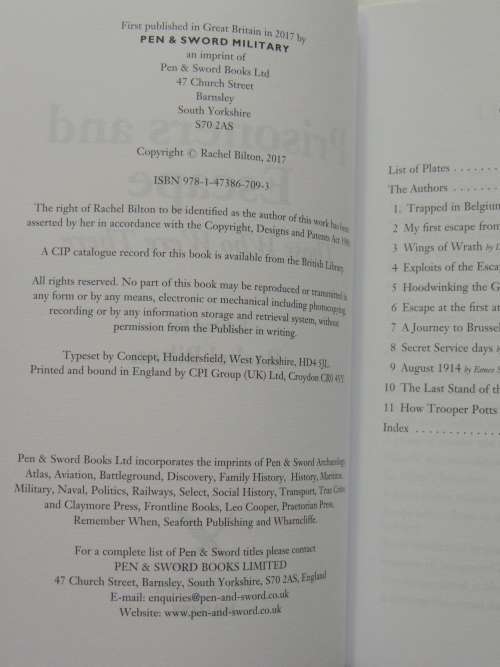 First published in Great Britain in 2017 by
PEN & SWORD MILITARY
an imprint of
Pen & Sword Books Ltd
47 Church Street
Barnsley
South Yorkshire
S70 2AS
Copyright © Rachel Bilton, 2017
ISBN 978-1-47386-709-3
The right of Rachel Bilton to be identified as the author of this work has been
asserted by her in accordance with the Copyright, Designs and Patents Act 1988.
A CIP catalogue record for this book is available from the British Library.
All rights reserved. No part of this book may be reproduced or transmitted in
any form or by any means, electronic or mechanical including photocopying,
recording or by any information storage and retrieval system, without
permission from the Publisher in writing.
Typeset by Concept, Huddersfield, West Yorkshire, HD4 5JL
Printed and bound in England by CPI Group (UK) Ltd, Croydon CR0 4YY
Pen & Sword Books Ltd incorporates the imprints of Pen & Sword Archaeology,
Atlas, Aviation, Battleground, Discovery, Family History, History, Maritime,
Military, Naval, Politics, Railways, Select, Social History, Transport, True Crime
and Claymore Press, Frontline Books, Leo Cooper, Praetorian Press,
Remember When, Seaforth Publishing and Wharncliffe.
For a complete list of Pen & Sword titles please contact
PEN & SWORD BOOKS LIMITED
47 Church Street, Barnsley, South Yorkshire, S70 2AS, England
E-mail: enquiries@pen-and-sword.co.uk
Website: www.pen-and-sword.co.uk
List of Plates . . . . . . .
The Authors . . . . . . .
1. Trapped in Belgium
2 My first escape from
3 Wings of Wrath by
4 Exploits of the Escap
5 Hoodwinking the G
6 Escape at the first at
7 A Journey to Brussel
8 Secret Service days
9 August 1914 by Eamee S
10 The Last Stand of th
11 How Trooper Potts
Index . . . . . . . . . . . .